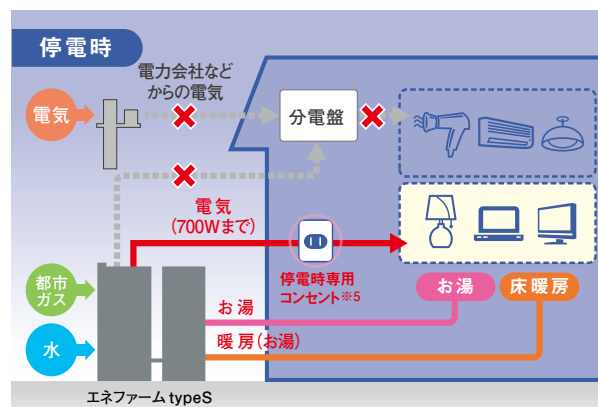 停電時
電力会社など
からの電気
電気
分電盤
電気
(700Wまで)
停電時専用
コンセント※5
都市
ガス
お湯
お湯
床暖房
水
暖房(お湯)
エネファーム typeS